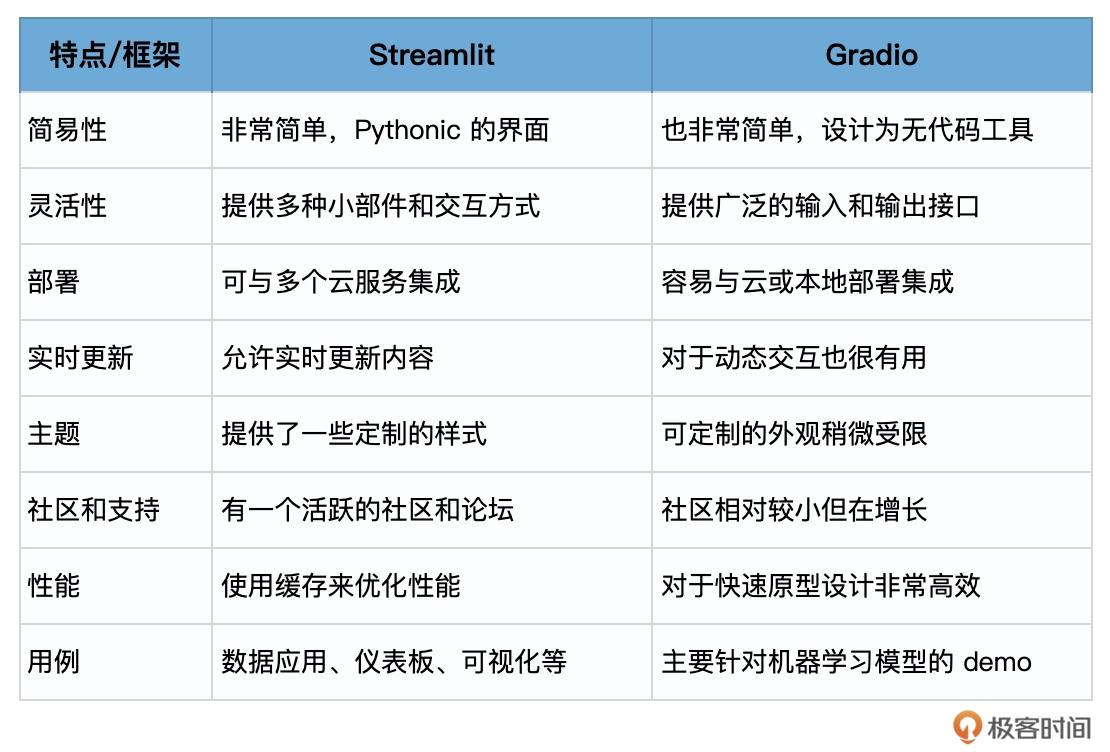 特点/框架 Streamlit Gradio
简易性 非常简单，Pythonic 的界面 也非常简单，设计为无代码工具
灵活性 提供多种小部件和交互方式 提供广泛的输入和输出接口
部署 可与多个云服务集成 容易与云或本地部署集成
实时更新 允许实时更新内容 对于动态交互也很有用
主题 提供了一些定制的样式 可定制的外观稍微受限
社区和支持 有一个活跃的社区和论坛 社区相对较小但在增长
性能 使用缓存来优化性能 对于快速原型设计非常高效
用例 数据应用、仪表板、可视化等 主要针对机器学习模型的 demo
极客时间